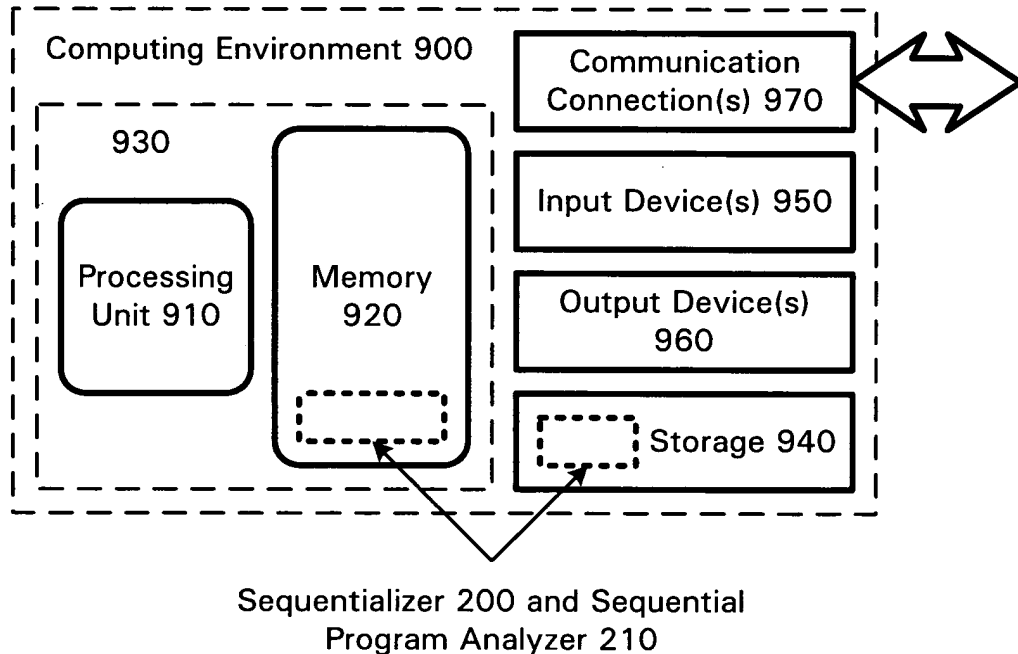 Computing Environment 900
930
Processing
Unit 910
Memory
920
Communication
Connection(s) 970
Input Device(s) 950
Output Device(s)
960
Storage 940
Sequentializer 200 and Sequential
Program Analyzer 210